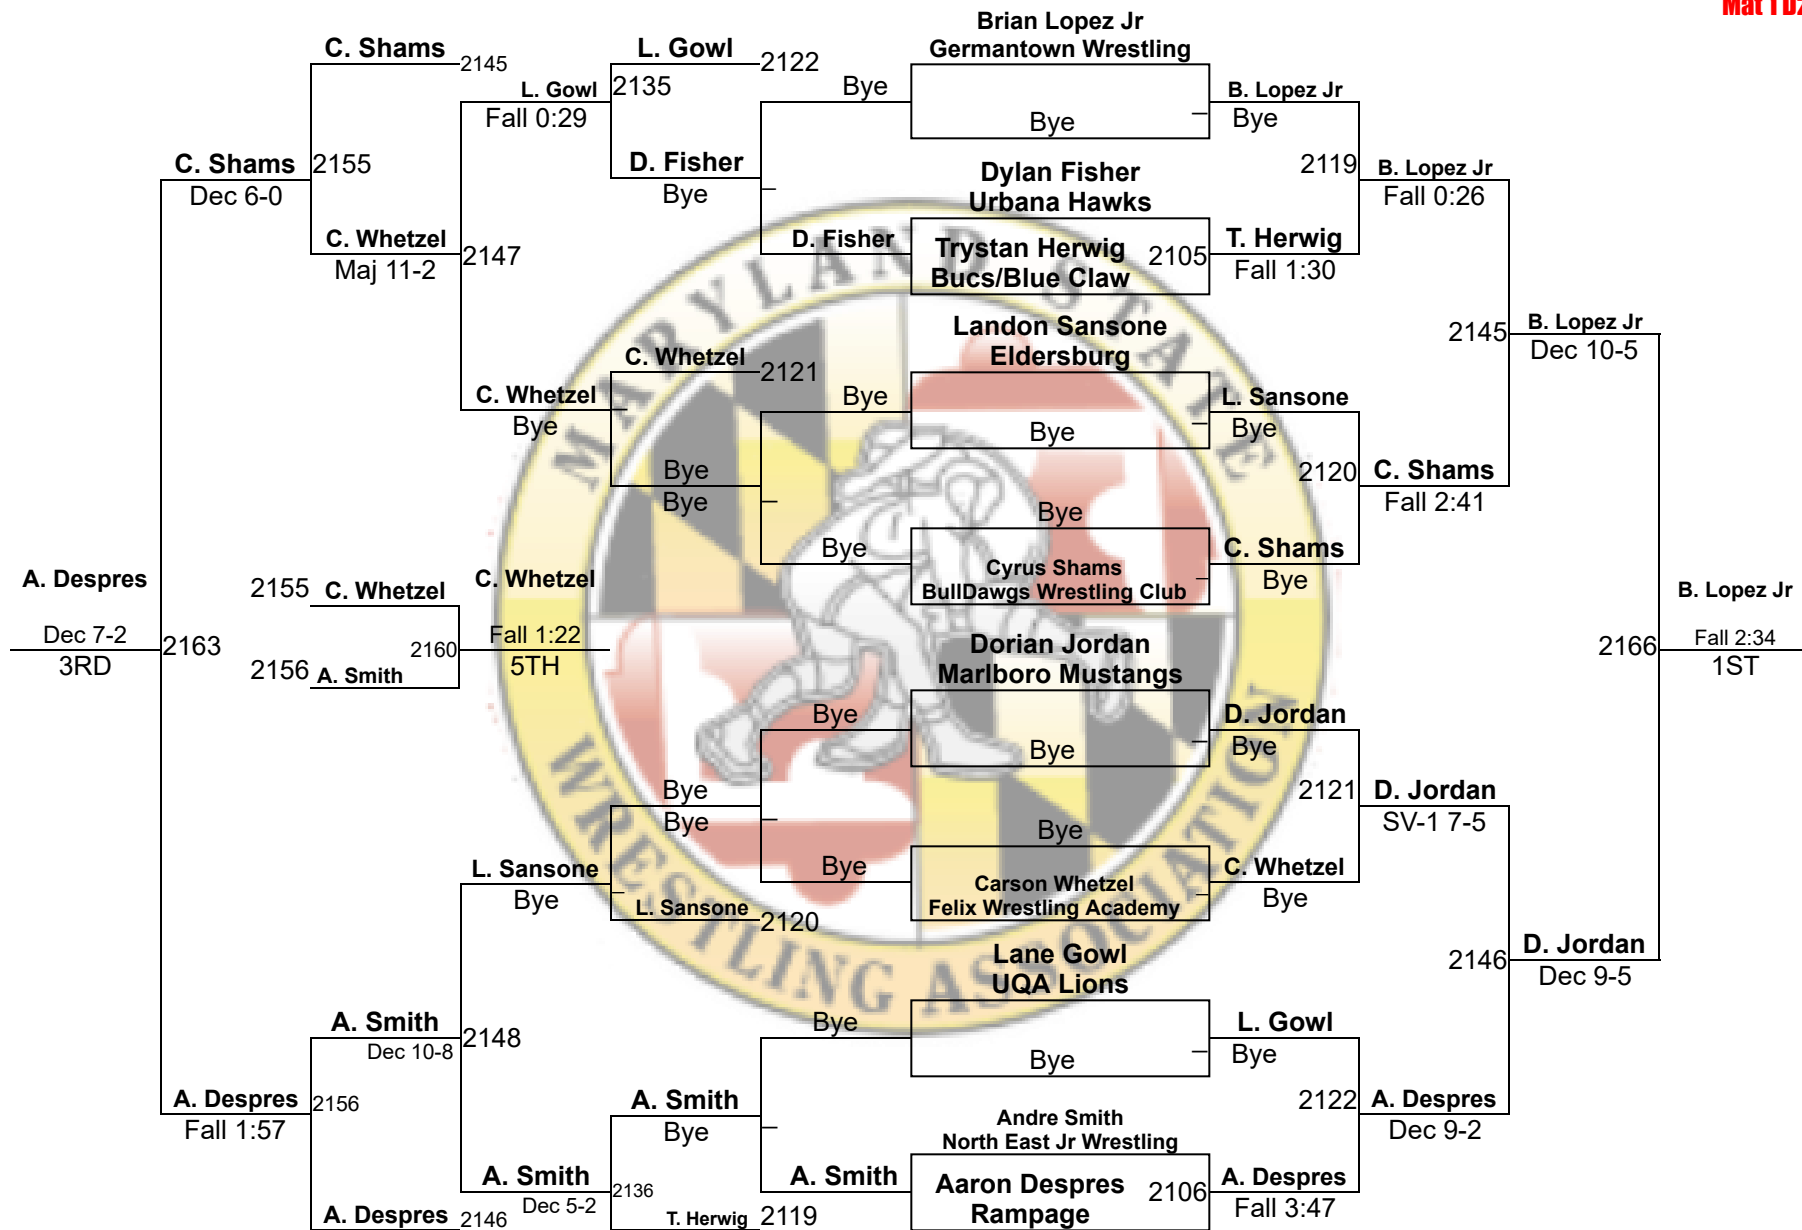 Mat 1 D2
Brian Lopez Jr
Germantown Wrestling
C. Shams
2145
L. Gowl
2122
L. Gowl
2135
Fall 0:29
Bye
Bye
B. Lopez Jr
Bye
C. Shams
2155
Dec 6-0
D. Fisher
Bye
Dylan Fisher
Urbana Hawks
2119
B. Lopez Jr
Fall 0:26
C. Whetzel
2147
Maj 11-2
D. Fisher
Trystan Herwig
Bucs/Blue Claw
2105
T. Herwig
Fall 1:30
Landon Sansone
Eldersburg
2145
B. Lopez Jr
Dec 10-5
C. Whetzel
2121
C. Whetzel
Bye
Bye
Bye
L. Sansone
Bye
Bye
Bye
2120
C. Shams
Fall 2:41
Bye
Bye
Cyrus Shams
BullDawgs Wrestling Club
C. Shams
Bye
A. Despres
Dec 7-2
3RD
2163
2155
C. Whetzel
2156
A. Smith
2160
C. Whetzel
Fall 1:22
5TH
Dorian Jordan
Marlboro Mustangs
2166
B. Lopez Jr
Fall 2:34
1ST
Bye
Bye
D. Jordan
Bye
Bye
Bye
2121
D. Jordan
SV-1 7-5
Bye
Bye
Carson Whetzel
Felix Wrestling Academy
C. Whetzel
Bye
L. Sansone
Bye
L. Sansone
2120
Lane Gowl
UQA Lions
2146
D. Jordan
Dec 9-5
A. Smith
2148
Dec 10-8
Bye
Bye
L. Gowl
Bye
A. Despres
2156
Fall 1:57
A. Smith
Bye
Andre Smith
North East Jr Wrestling
2122
A. Despres
Dec 9-2
A. Smith
2136
Dec 5-2
A. Smith
Aaron Despres
Rampage
2106
A. Despres
Fall 3:47
A. Despres
2146
T. Herwig
2119
MARYLAND STATE
WRESTLING ASSOCIATION